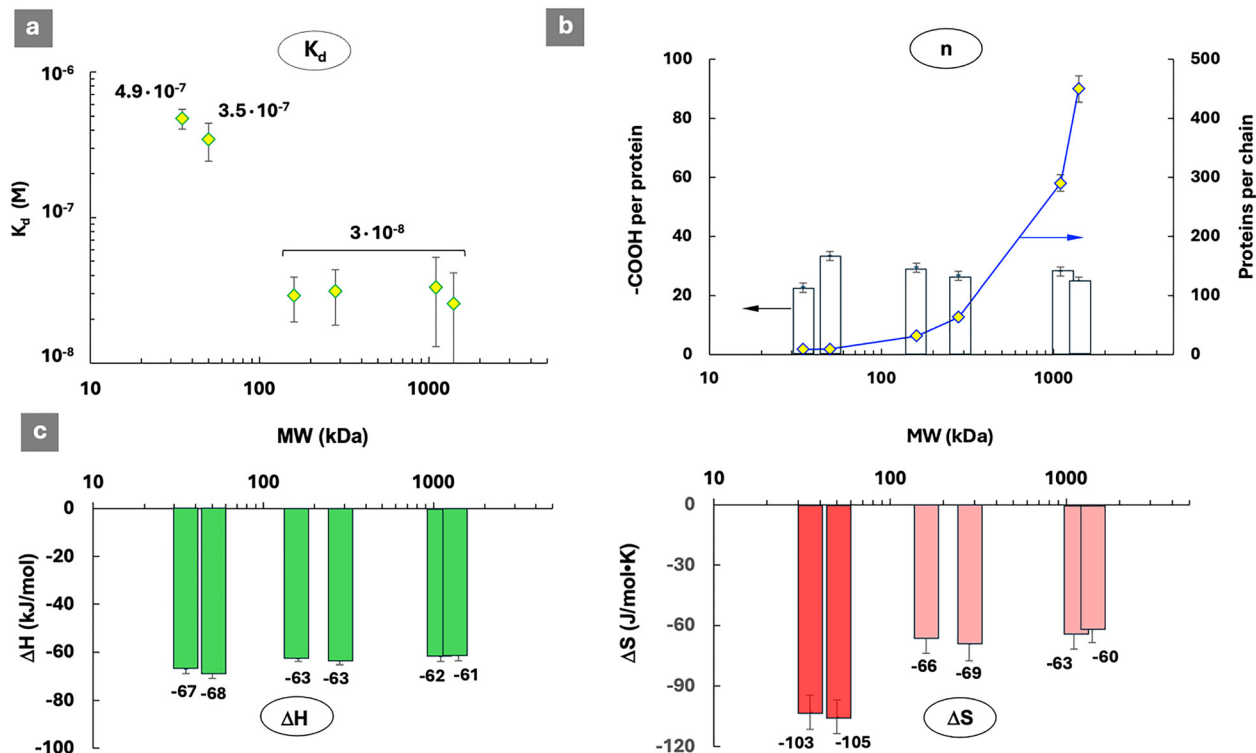 a
K_d
10⁻⁶
4.9·10⁻⁷
3.5·10⁻⁷
K_d (M)
10⁻⁷
3·10⁻⁸
10⁻⁸
10 100 1000
MW (kDa)
b
n
100 500
80 400
60 300
40 200
20 100
0 0
-COOH per protein
Proteins per chain
10 100 1000
MW (kDa)
c
10 100 1000
0
-20
-40
-60
-80
-100
ΔH (kJ/mol)
-67 -68 -63 -63 -62 -61
ΔH
10 100 1000
0
-30
-60
-90
-120
ΔS (J/mol•K)
-103 -105 -66 -69 -63 -60
ΔS